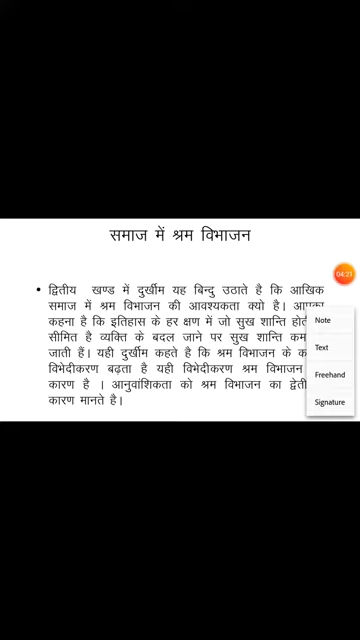 समाज में श्रम विभाजन
04:21
• द्वितीय खण्ड में दुर्खीम यह बिन्दु उठाते है कि आखिक
समाज में श्रम विभाजन की आवश्यकता क्यो है। आपका
कहना है कि इतिहास के हर क्षण में जो सुख शान्ति होती
सीमित है व्यक्ति के बदल जाने पर सुख शान्ति कम
जाती हैं। यही दुर्खीम कहते है कि श्रम विभाजन के
विभेदीकरण बढ़ता है यही विभेदीकरण श्रम विभाजन
कारण है । आनुवांशिकता को श्रम विभाजन का द्वेती
कारण मानते है।
Note
Text
Freehand
Signature